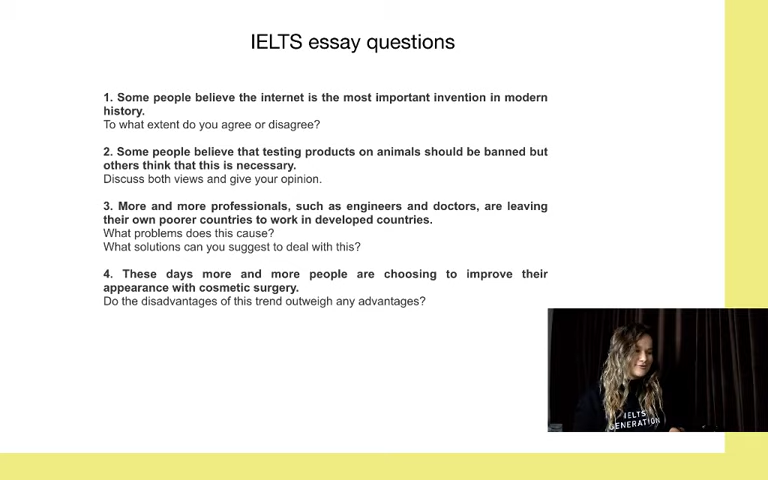 IELTS essay questions
1. Some people believe the internet is the most important invention in modern
history.
To what extent do you agree or disagree?
2. Some people believe that testing products on animals should be banned but
others think that this is necessary.
Discuss both views and give your opinion.
3. More and more professionals, such as engineers and doctors, are leaving
their own poorer countries to work in developed countries.
What problems does this cause?
What solutions can you suggest to deal with this?
4. These days more and more people are choosing to improve their
appearance with cosmetic surgery.
Do the disadvantages of this trend outweigh any advantages?
IELTS
GENERATION